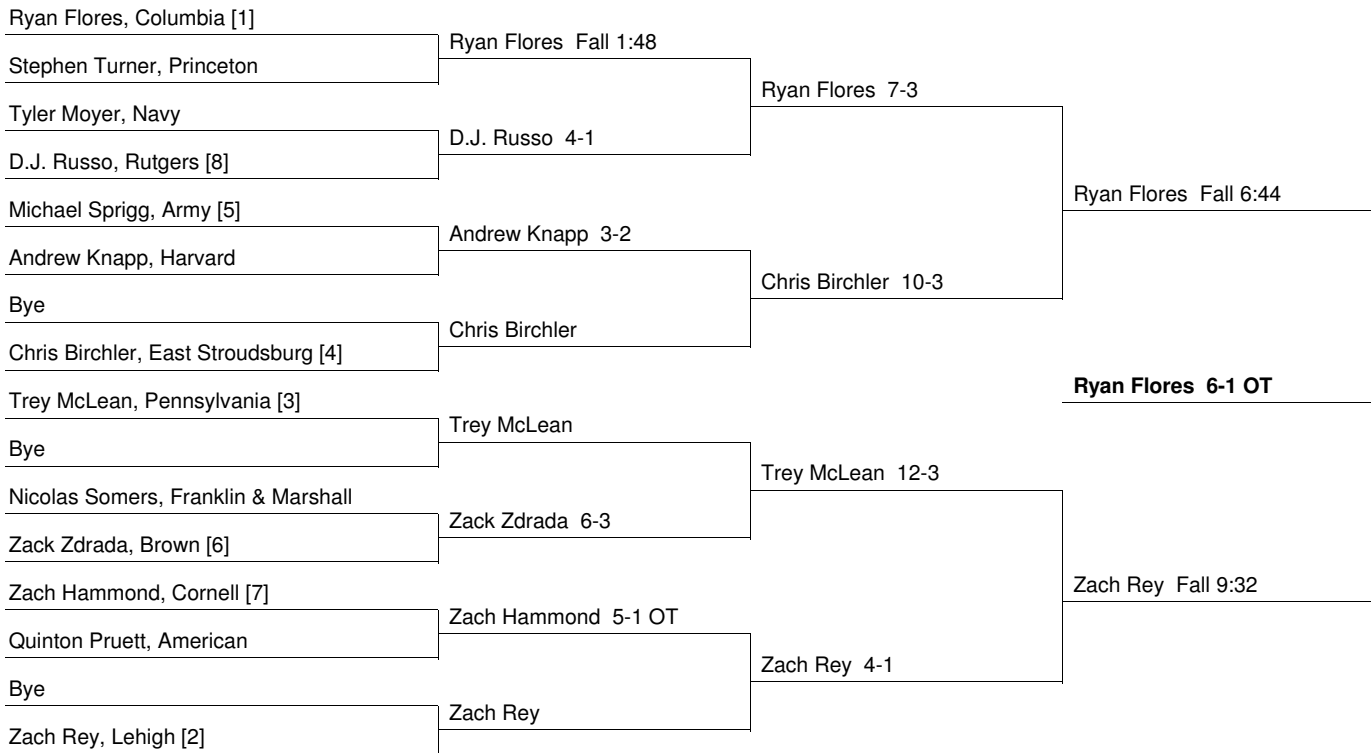 Ryan Flores, Columbia [1]
Stephen Turner, Princeton
Tyler Moyer, Navy
D.J. Russo, Rutgers [8]
Michael Sprigg, Army [5]
Andrew Knapp, Harvard
Bye
Chris Birchler, East Stroudsburg [4]
Trey McLean, Pennsylvania [3]
Bye
Nicolas Somers, Franklin & Marshall
Zack Zdrada, Brown [6]
Zach Hammond, Cornell [7]
Quinton Pruett, American
Bye
Zach Rey, Lehigh [2]
Ryan Flores Fall 1:48
D.J. Russo 4-1
Andrew Knapp 3-2
Chris Birchler
Trey McLean
Zack Zdrada 6-3
Zach Hammond 5-1 OT
Zach Rey
Ryan Flores 7-3
Chris Birchler 10-3
Trey McLean 12-3
Zach Rey 4-1
Ryan Flores Fall 6:44
Zach Rey Fall 9:32
Ryan Flores 6-1 OT